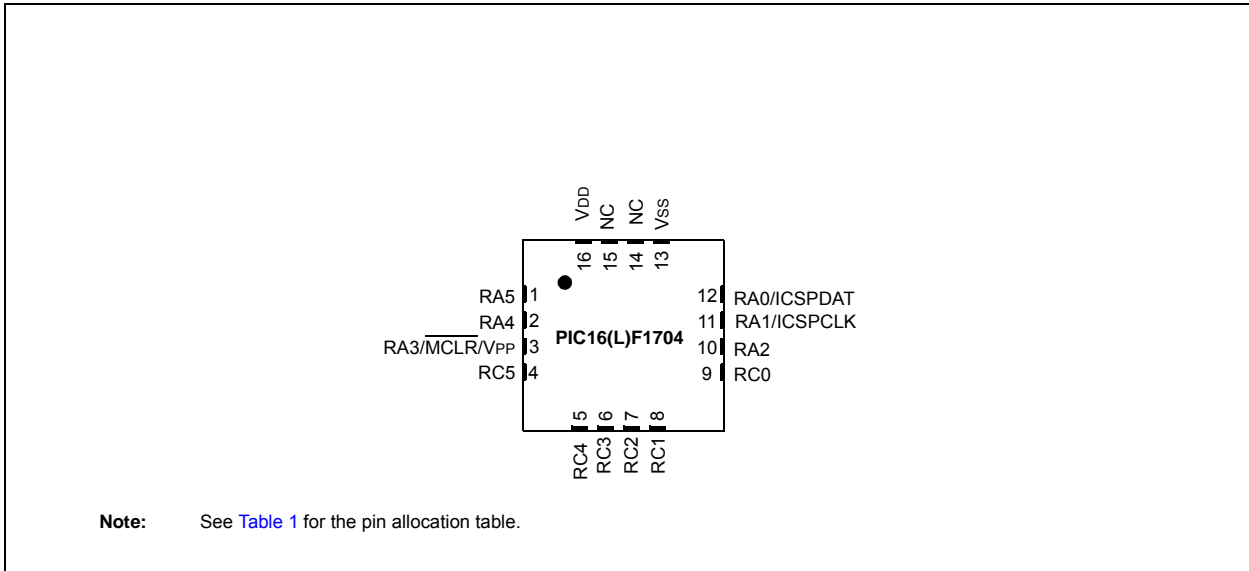 VDD
NC
NC
VSS
16
15
14
13
RA5 1
RA4 2
RA3/MCLR/VPP 3
RC5 4
PIC16(L)F1704
12 RA0/ICSPDAT
11 RA1/ICSPCLK
10 RA2
9 RC0
5
6
7
8
RC4
RC3
RC2
RC1
Note: See Table 1 for the pin allocation table.